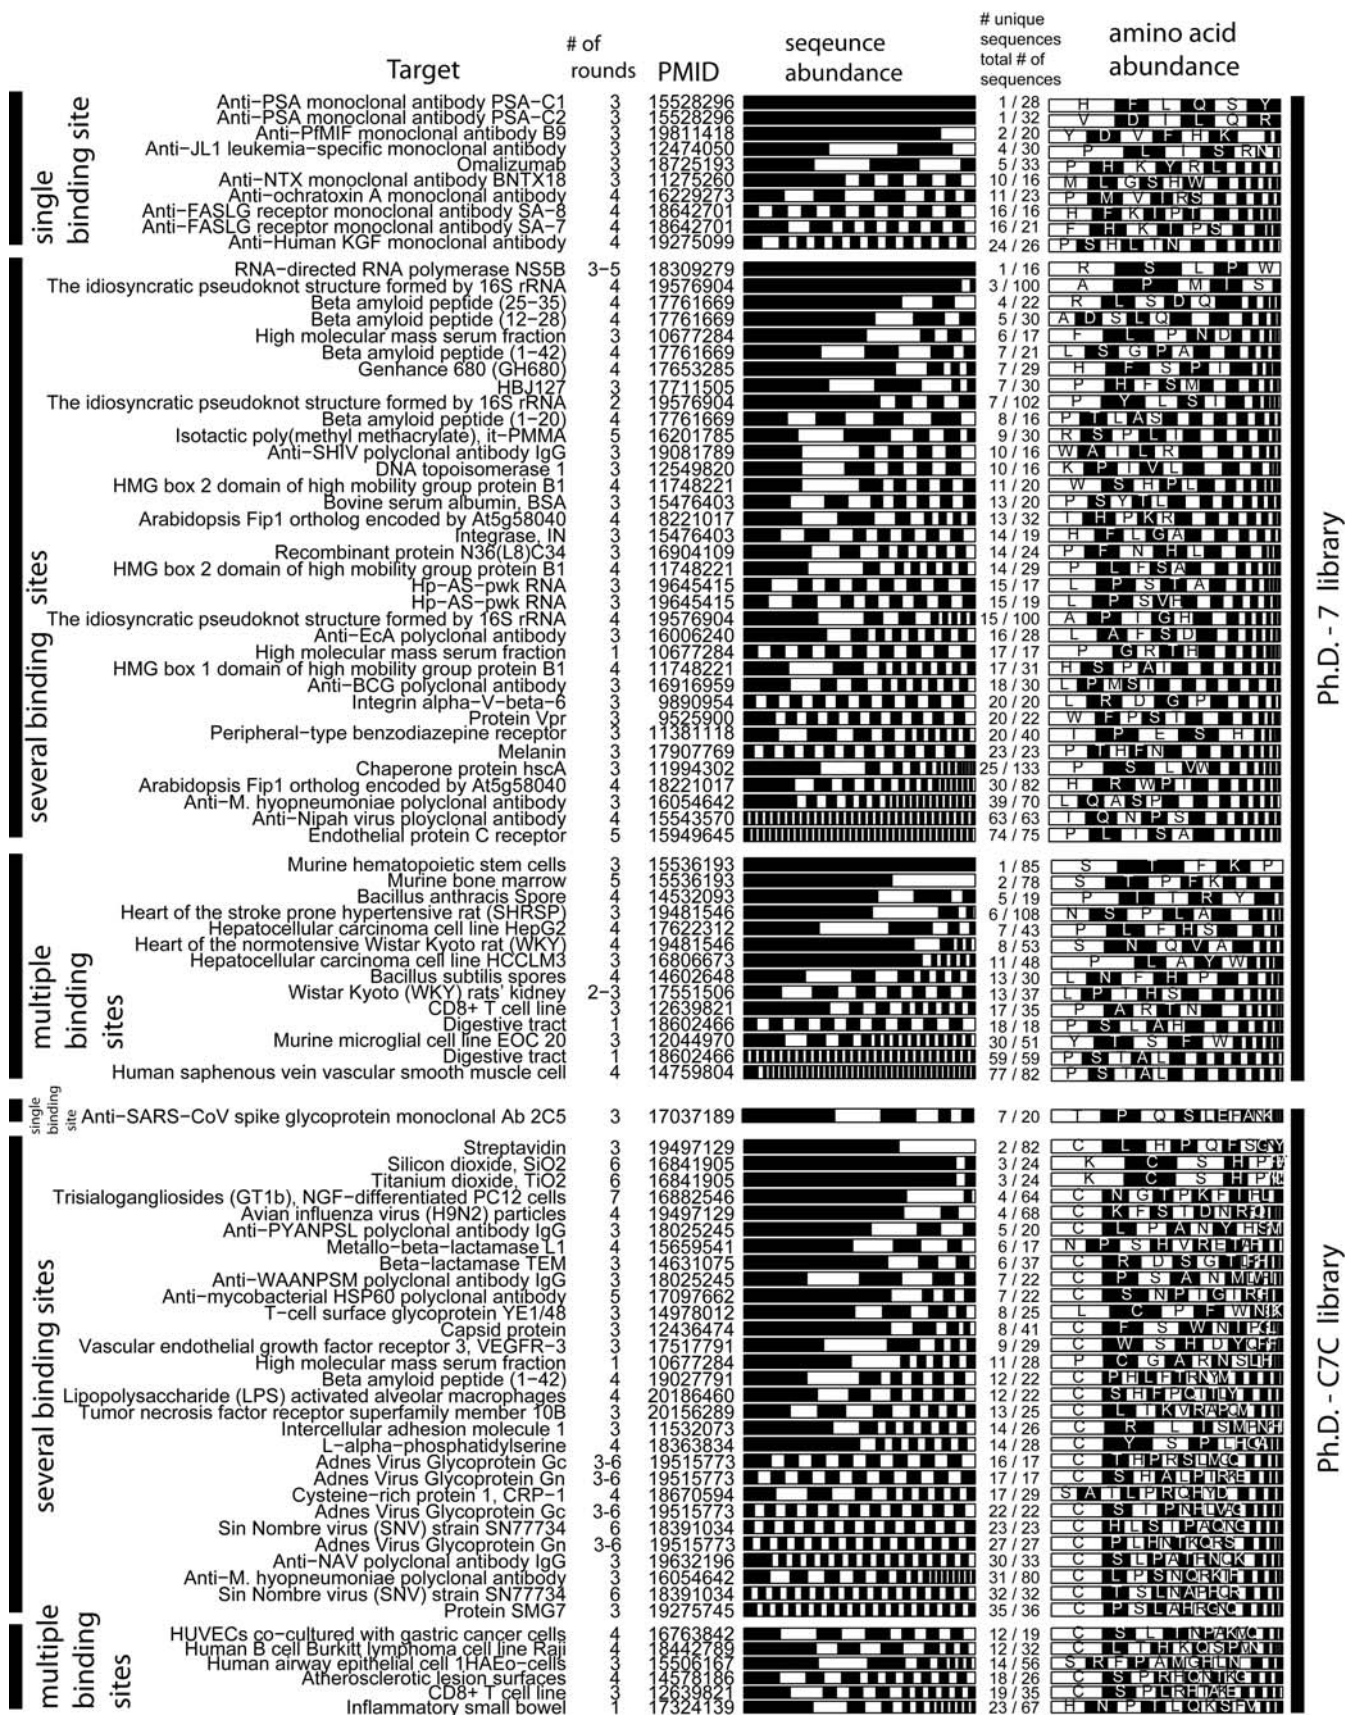 # unique
# of seqeunce sequences amino acid
Target rounds PMID abundance total # of sequences abundance
single binding site
Anti-PSA monoclonal antibody PSA-C1 3 15528296 1 / 28 H F L Q S Y
Anti-PSA monoclonal antibody PSA-C2 3 15528296 1 / 32 V D I L Q R
Anti-PfMIF monoclonal antibody B9 3 19811418 2 / 20 Y D V F H K
Anti-JL1 leukemia-specific monoclonal antibody 3 12474050 4 / 30 P L I S R N
Omalizumab 3 18725193 5 / 33 P H K Y R L
Anti-NTX monoclonal antibody BNTX18 3 11275260 10 / 16 M L G S H W
Anti-ochratoxin A monoclonal antibody 4 16229273 11 / 23 P M V T R S
Anti-FASLG receptor monoclonal antibody SA-8 4 18642701 16 / 16 H F K I P T
Anti-FASLG receptor monoclonal antibody SA-7 4 18642701 16 / 21 F H K I P S
Anti-Human KGF monoclonal antibody 4 19275099 24 / 26 P S H L T N
several binding sites
RNA-directed RNA polymerase NS5B 3-5 18309279 1 / 16 R S L P W
The idiosyncratic pseudoknot structure formed by 16S rRNA 4 19576904 3 / 100 A P M I S
Beta amyloid peptide (25-35) 4 17761669 4 / 22 R L S D Q
Beta amyloid peptide (12-28) 4 17761669 5 / 30 A D S L Q
High molecular mass serum fraction 3 10677284 6 / 17 F L P N D
Beta amyloid peptide (1-42) 4 17761669 7 / 21 L S G P A
Genhance 680 (GH680) 4 17653285 7 / 29 H F S P T
HBJ127 3 17711505 7 / 30 P H F S M
The idiosyncratic pseudoknot structure formed by 16S rRNA 2 19576904 7 / 102 P Y L S I
Beta amyloid peptide (1-20) 4 17761669 8 / 16 P T L A S
Isotactic poly(methyl methacrylate), it-PMMA 5 16201785 9 / 30 R S P L T
Anti-SHIV polyclonal antibody IgG 3 19081789 10 / 16 W A T L R
DNA topoisomerase 1 3 12549820 10 / 16 K P T V L
HMG box 2 domain of high mobility group protein B1 4 11748221 11 / 20 W S H P L
Bovine serum albumin, BSA 3 15476403 13 / 20 P S Y T L
Arabidopsis Fip1 ortholog encoded by At5g58040 4 18221017 13 / 32 T H P K R
Integrase, IN 3 15476403 14 / 19 H F L G A
Recombinant protein N36(L8)C34 3 16904109 14 / 24 P F N H L
HMG box 2 domain of high mobility group protein B1 4 11748221 14 / 29 P L F S A
Hp-AS-pwk RNA 3 19645415 15 / 17 L P S T A
Hp-AS-pwk RNA 3 19645415 15 / 19 L P S V H
The idiosyncratic pseudoknot structure formed by 16S rRNA 4 19576904 15 / 100 A P T G H
Anti-EcA polyclonal antibody 3 16006240 16 / 28 L A F S D
High molecular mass serum fraction 1 10677284 17 / 17 P G R T H
HMG box 1 domain of high mobility group protein B1 4 11748221 17 / 31 H S P A T
Anti-BCG polyclonal antibody 3 16916959 18 / 30 L P M S T
Integrin alpha-V-beta-6 3 9890954 20 / 20 L R D G P
Protein Vpr 3 9525900 20 / 22 W F P S T
Peripheral-type benzodiazepine receptor 3 11381118 20 / 40 T P E S H
Melanin 3 17907769 23 / 23 P T H F N
Chaperone protein hscA 3 11994302 25 / 133 P S L V W
Arabidopsis Fip1 ortholog encoded by At5g58040 4 18221017 30 / 82 H R W P T
Anti-M. hyopneumoniae polyclonal antibody 3 16054642 39 / 70 L Q A S P
Anti-Nipah virus ployclonal antibody 4 15543570 63 / 63 T Q N P S
Endothelial protein C receptor 5 15949645 74 / 75 P L T S A
multiple binding sites
Murine hematopoietic stem cells 3 15536193 1 / 85 S T F K P
Murine bone marrow 5 15536193 2 / 78 S T P F K
Bacillus anthracis Spore 4 14532093 5 / 19 P I T R Y
Heart of the stroke prone hypertensive rat (SHRSP) 3 19481546 6 / 108 N S P L A
Hepatocellular carcinoma cell line HepG2 4 17622312 7 / 43 P L F H S
Heart of the normotensive Wistar Kyoto rat (WKY) 4 19481546 8 / 53 S N Q V A
Hepatocellular carcinoma cell line HCCLM3 3 16806673 11 / 48 P L A Y W
Bacillus subtilis spores 4 14602648 13 / 30 L N F H P
Wistar Kyoto (WKY) rats' kidney 2-3 17551506 13 / 37 L P T H S
CD8+ T cell line 3 12639821 17 / 35 P A R T N
Digestive tract 1 18602466 18 / 18 P S L A H
Murine microglial cell line EOC 20 3 12044970 30 / 51 Y T S F W
Digestive tract 1 18602466 59 / 59 P S T A L
Human saphenous vein vascular smooth muscle cell 4 14759804 77 / 82 P S T A L
Ph.D.- 7 library
single binding site
Anti-SARS-CoV spike glycoprotein monoclonal Ab 2C5 3 17037189 7 / 20 T P Q S L E F A N K
several binding sites
Streptavidin 3 19497129 2 / 82 C L H P Q F S G
Silicon dioxide, SiO2 6 16841905 3 / 24 K C S H P
Titanium dioxide, TiO2 6 16841905 3 / 24 K C S H P
Trisialogangliosides (GT1b), NGF-differentiated PC12 cells 7 16882546 4 / 64 C N G T P K F I H
Avian influenza virus (H9N2) particles 4 19497129 4 / 68 C K F S T D N R
Anti-PYANPSL polyclonal antibody IgG 3 18025245 5 / 20 C L P A N Y H S M
Metallo-beta-lactamase L1 4 15659541 6 / 17 N P S H V R E T
Beta-lactamase TEM 3 14631075 6 / 37 C R D S G T
Anti-WAANPSM polyclonal antibody IgG 3 18025245 7 / 22 C P S A N M
Anti-mycobacterial HSP60 polyclonal antibody 5 17097662 7 / 22 C S N P T G
T-cell surface glycoprotein YE1/48 3 14978012 8 / 25 L C P F W N
Capsid protein 3 12436474 8 / 41 C F S W N T P
Vascular endothelial growth factor receptor 3, VEGFR-3 3 17517791 9 / 29 C W S H D Y Q
High molecular mass serum fraction 1 10677284 11 / 28 P C G A R N S L H
Beta amyloid peptide (1-42) 4 19027791 12 / 22 C P H L F T R N Y M
Lipopolysaccharide (LPS) activated alveolar macrophages 4 20186460 12 / 22 C S H F P Q
Tumor necrosis factor receptor superfamily member 10B 3 20156289 13 / 25 C L T K V R A P Q M
Intercellular adhesion molecule 1 3 11532073 14 / 26 C R L T S M
L-alpha-phosphatidylserine 4 18363834 14 / 28 C Y S P L H
Adnes Virus Glycoprotein Gc 3-6 19515773 16 / 17 C T H P R S L
Adnes Virus Glycoprotein Gn 3-6 19515773 17 / 17 C S H A L P
Cysteine-rich protein 1, CRP-1 4 18670594 17 / 29 S A T L P R Q H Y D
Adnes Virus Glycoprotein Gc 3-6 19515773 22 / 22 C S T P N H L V
Sin Nombre virus (SNV) strain SN77734 6 18391034 23 / 23 C H L S T P A Q N G
Adnes Virus Glycoprotein Gn 3-6 19515773 27 / 27 C P L H N T K Q R S
Anti-NAV polyclonal antibody IgG 3 19632196 30 / 33 C S L P A T H N Q K
Anti-M. hyopneumoniae polyclonal antibody 3 16054642 31 / 80 C L P S N Q R K
Sin Nombre virus (SNV) strain SN77734 6 18391034 32 / 32 C T S L N A P H Q R
Protein SMG7 3 19275745 35 / 36 C P S L A H R G
multiple binding sites
HUVECs co-cultured with gastric cancer cells 4 16763842 12 / 19 C S L T N P A K M
Human B cell Burkitt lymphoma cell line Raji 4 18442789 12 / 32 C L T H K Q S P
Human airway epithelial cell 1HAEo-cells 3 15506167 14 / 56 S R F P A M G H L N
Atherosclerotic lesion surfaces 4 14578186 18 / 26 C S P R H Q N
CD8+ T cell line 3 12639821 19 / 35 C S P L R H T A K
Inflammatory small bowel 1 17324139 23 / 67 H N P T L Q K S F
Ph.D.- C7C library